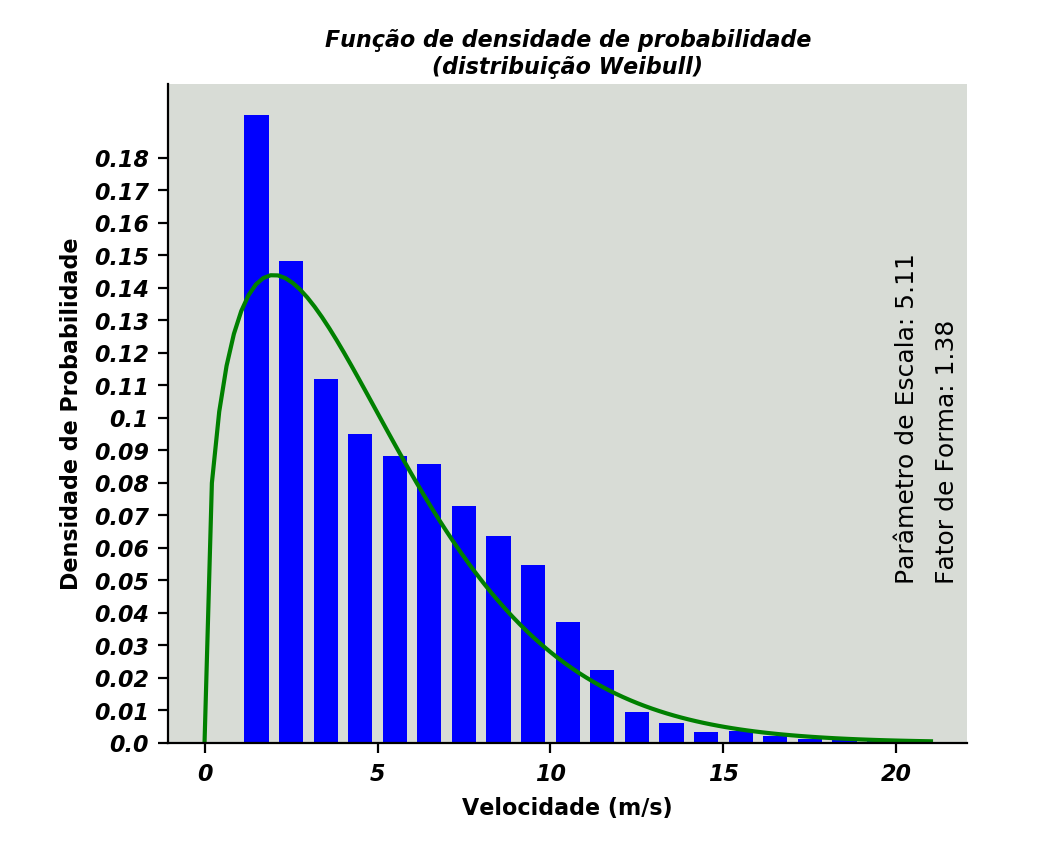 Função de densidade de probabilidade
(distribuição Weibull)
0.18
0.17
0.16
0.15
0.14
0.13
0.12
0.11
0.1
0.09
0.08
0.07
0.06
0.05
0.04
0.03
0.02
0.01
0.0
Densidade de Probabilidade
Parâmetro de Escala: 5.11
Fator de Forma: 1.38
0 5 10 15 20
Velocidade (m/s)